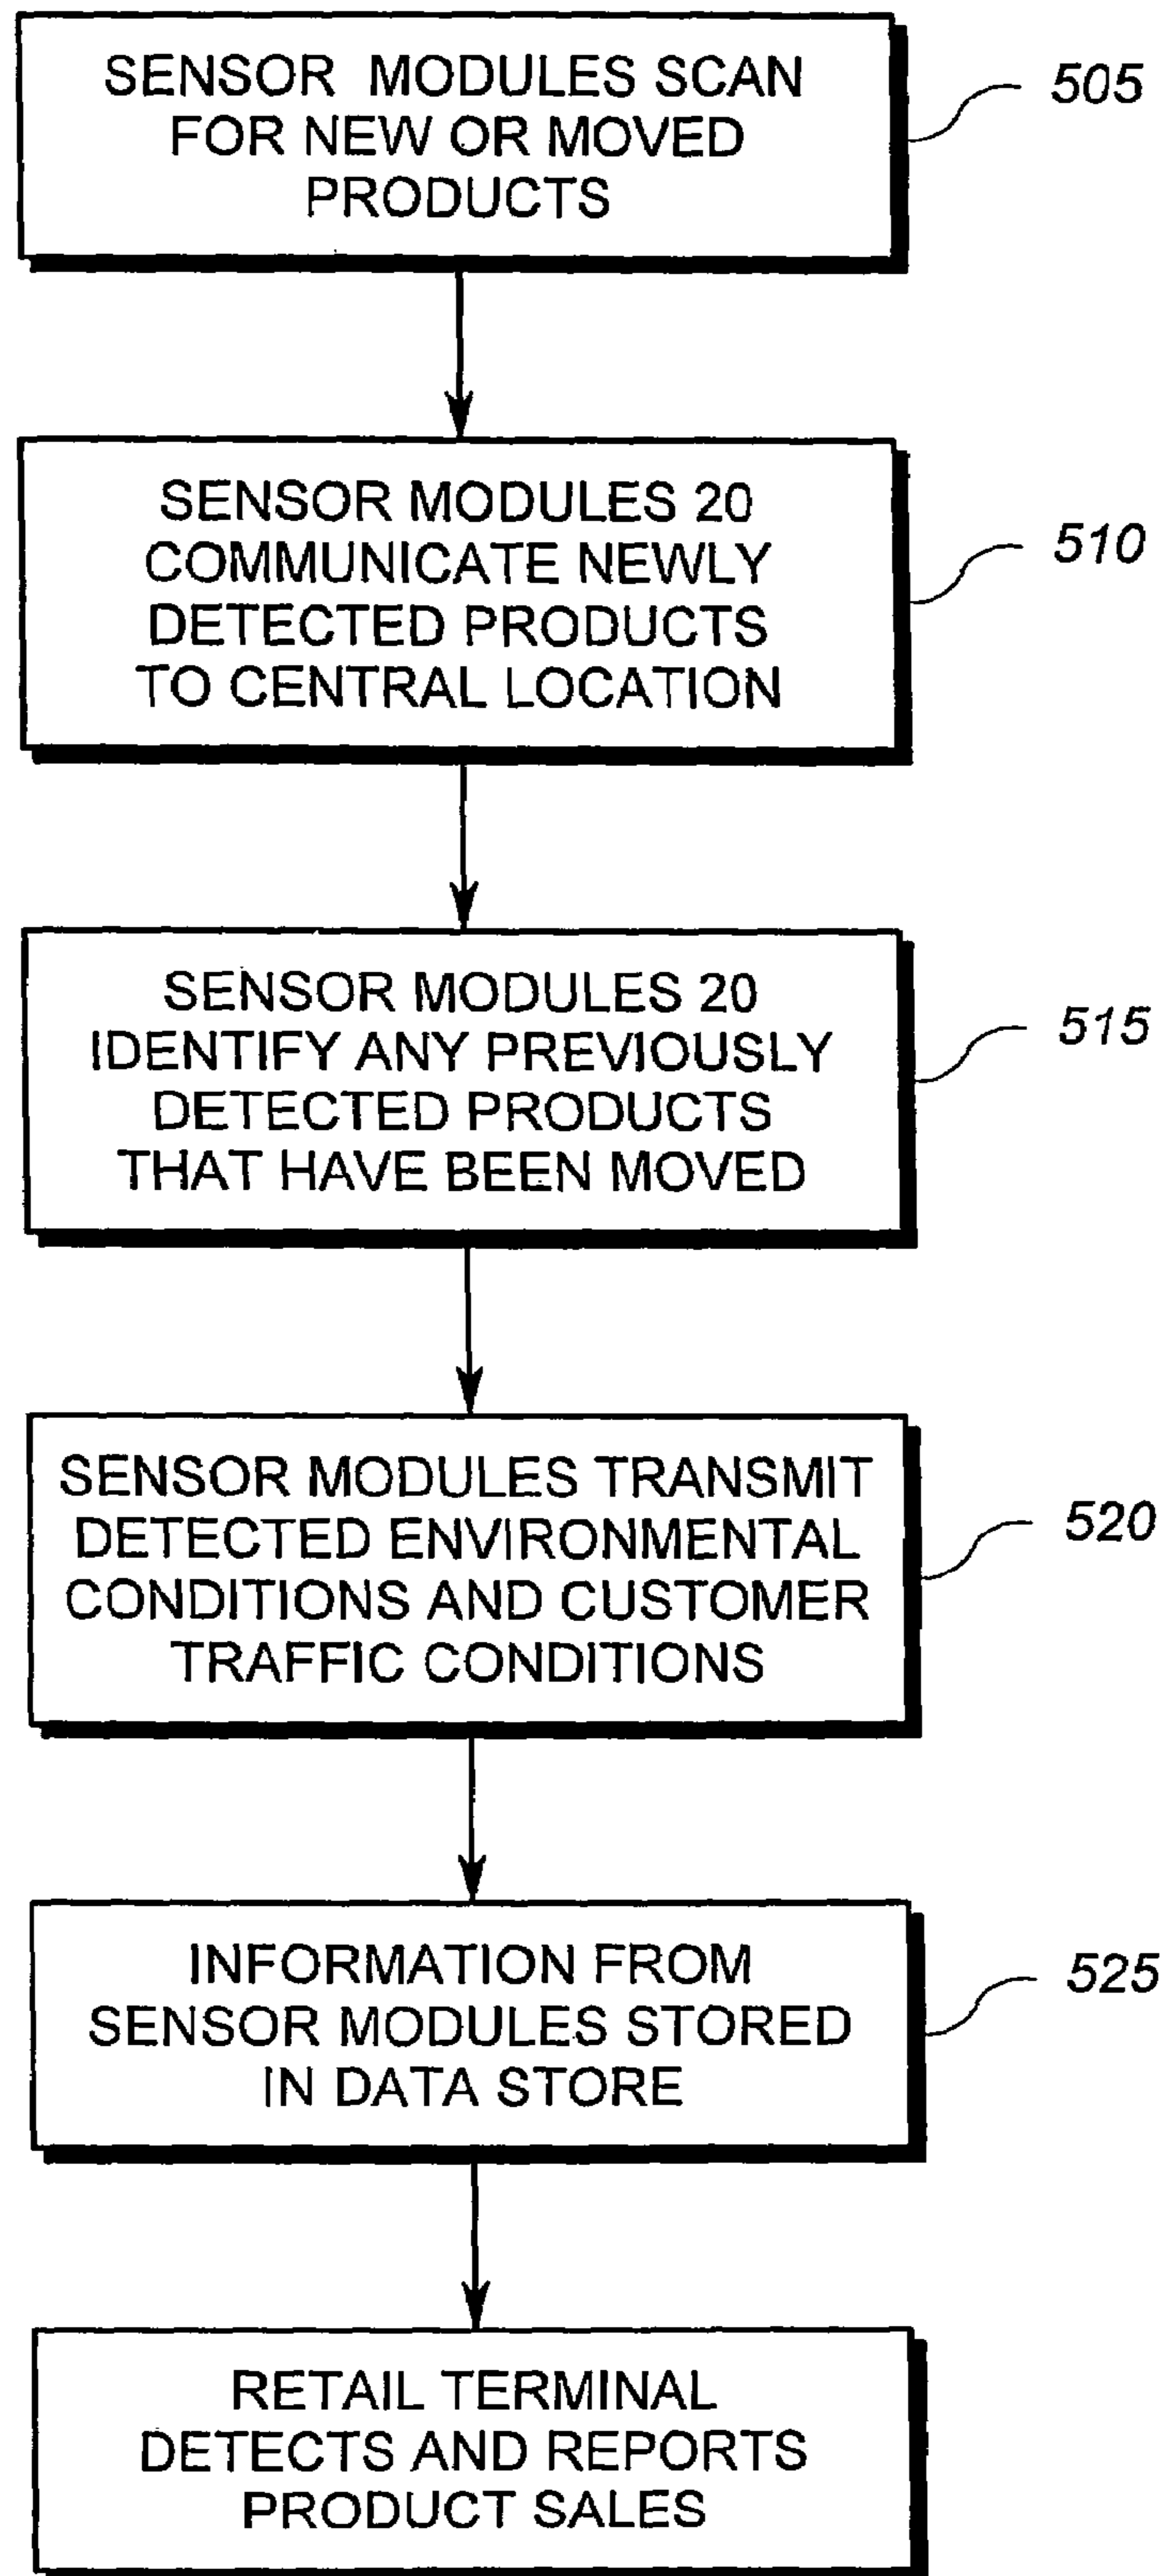 SENSOR MODULES SCAN
FOR NEW OR MOVED
PRODUCTS
505
SENSOR MODULES 20
COMMUNICATE NEWLY
DETECTED PRODUCTS
TO CENTRAL LOCATION
510
SENSOR MODULES 20
IDENTIFY ANY PREVIOUSLY
DETECTED PRODUCTS
THAT HAVE BEEN MOVED
515
SENSOR MODULES TRANSMIT
DETECTED ENVIRONMENTAL
CONDITIONS AND CUSTOMER
TRAFFIC CONDITIONS
520
INFORMATION FROM
SENSOR MODULES STORED
IN DATA STORE
525
RETAIL TERMINAL
DETECTS AND REPORTS
PRODUCT SALES